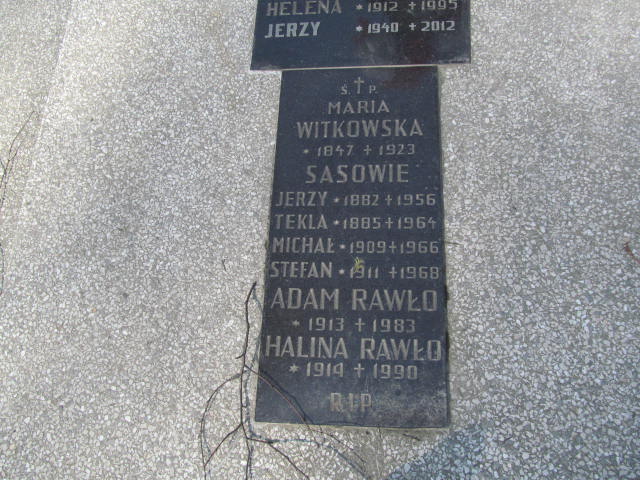 HELENA * 1912 + 1995
JERZY * 1940 + 2012
Ś. † P.
MARIA
WITKOWSKA
* 1847 + 1923
SASOWIE
JERZY * 1882 + 1956
TEKLA * 1885 + 1964
MICHAŁ * 1909 + 1966
STEFAN * 1911 + 1968
ADAM RAWŁO
* 1913 + 1983
HALINA RAWŁO
* 1914 + 1990
R.I.P.